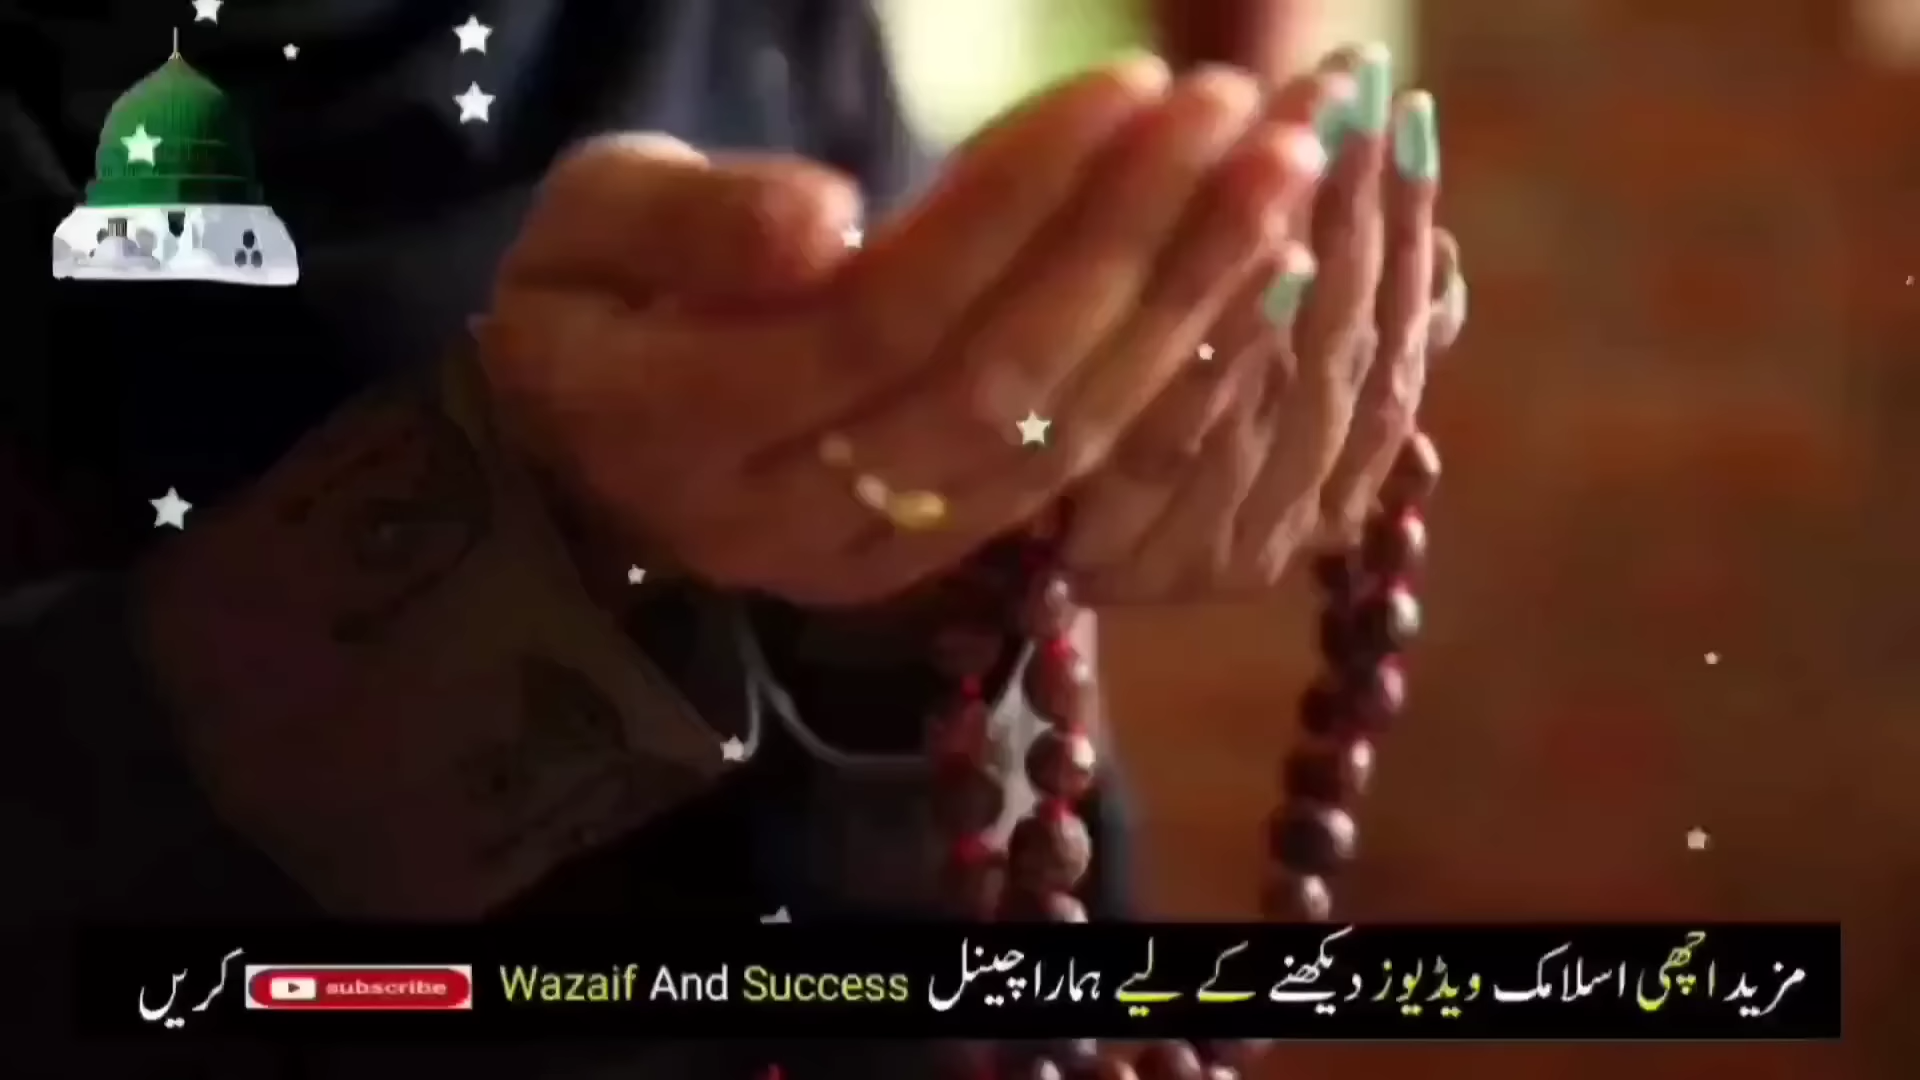 مزید اچھی اسلامک ویڈیوز دیکھنے کے لیے ہمارا چینل Wazaif And Success subscribe کریں